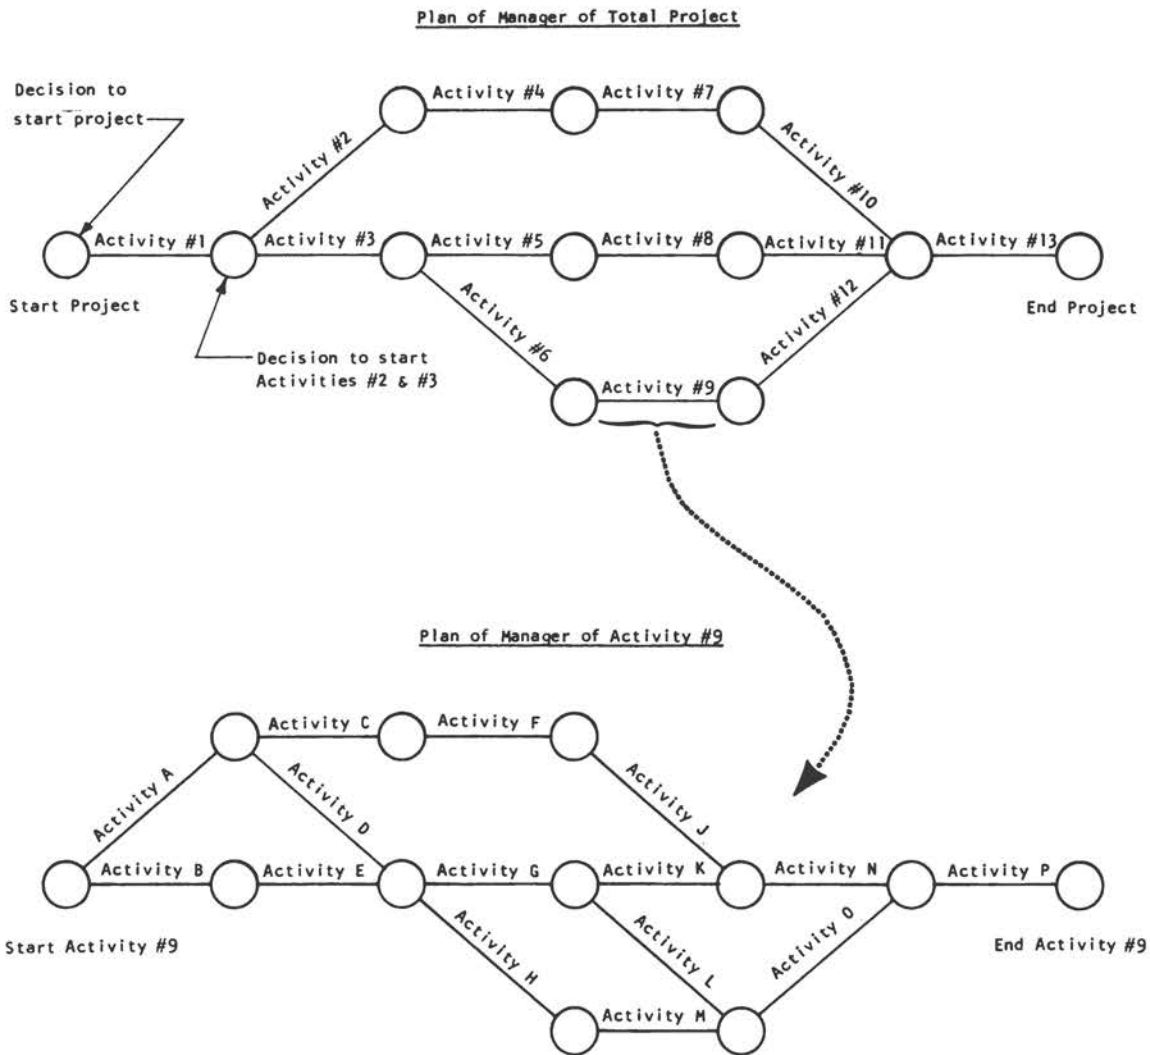 Plan of Manager of Total Project
Decision to
start project
Activity #4
Activity #7
Activity #2
Activity #10
Activity #1
Activity #3
Activity #5
Activity #8
Activity #11
Activity #13
Start Project
End Project
Activity #6
Activity #12
Decision to start
Activities #2 & #3
Activity #9
Plan of Manager of Activity #9
Activity C
Activity F
Activity A
Activity D
Activity J
Activity B
Activity E
Activity G
Activity K
Activity N
Activity P
Start Activity #9
End Activity #9
Activity H
Activity L
Activity O
Activity M